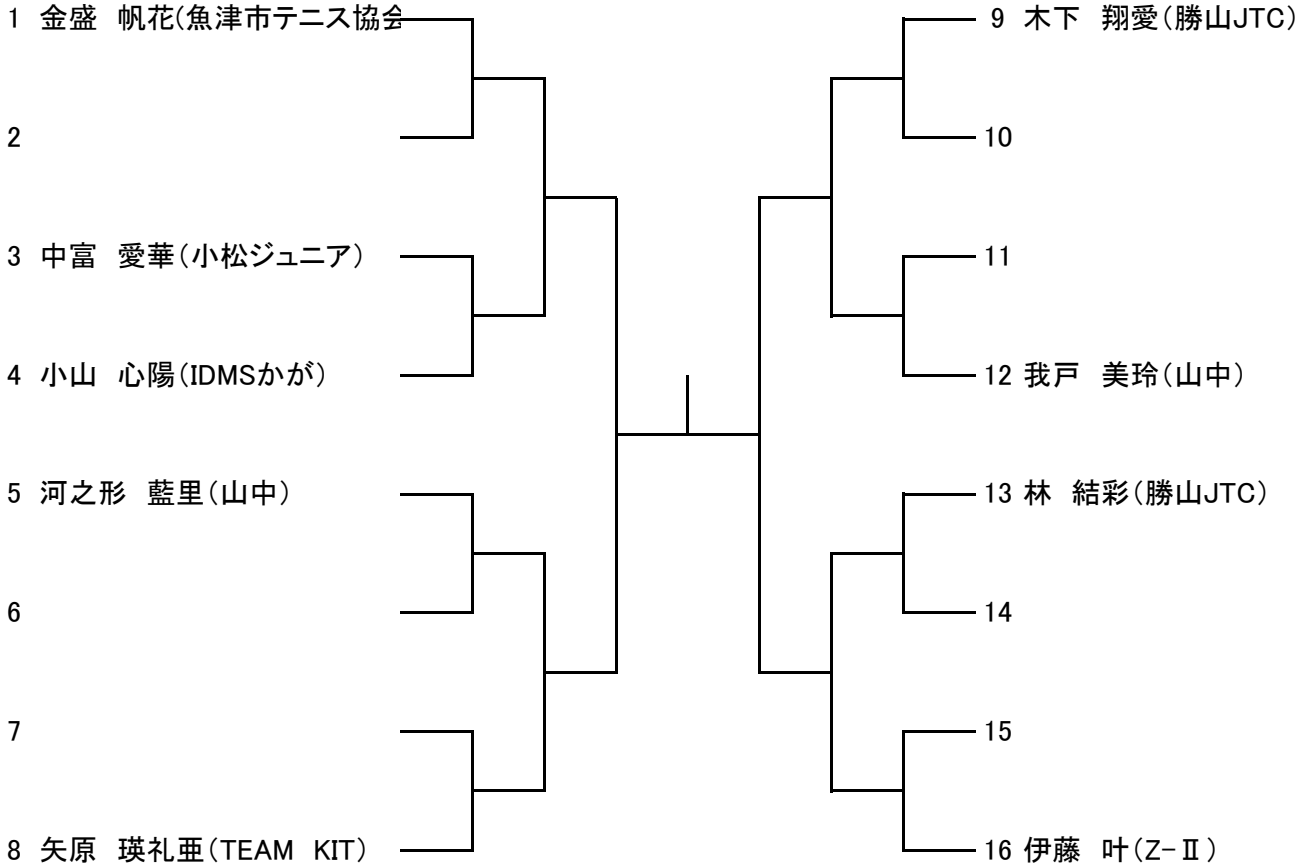 1 金盛 帆花(魚津市テニス協会
2
3 中富 愛華(小松ジュニア)
4 小山 心陽(IDMSかが)
5 河之形 藍里(山中)
6
7
8 矢原 瑛礼亜(TEAM KIT)
9 木下 翔愛(勝山JTC)
10
11
12 我戸 美玲(山中)
13 林 結彩(勝山JTC)
14
15
16 伊藤 叶(Z-Ⅱ)